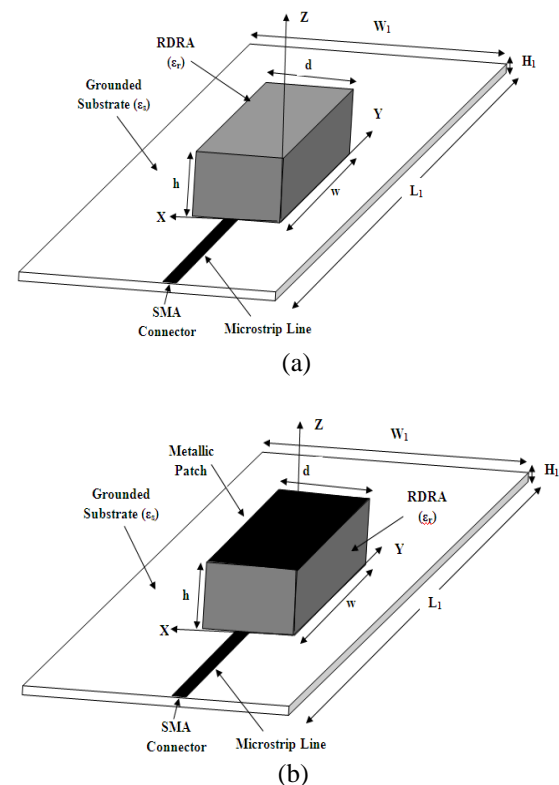 Z
W₁
RDRA
(εᵣ)
d
H₁
Grounded
Substrate (εₛ)
Y
h
w
L₁
X
SMA
Connector
Microstrip Line
(a)
Z
Metallic
Patch
W₁
d
H₁
Grounded
Substrate (εₛ)
RDRA
(εᵣ)
Y
h
w
L₁
X
SMA
Connector
Microstrip Line
(b)